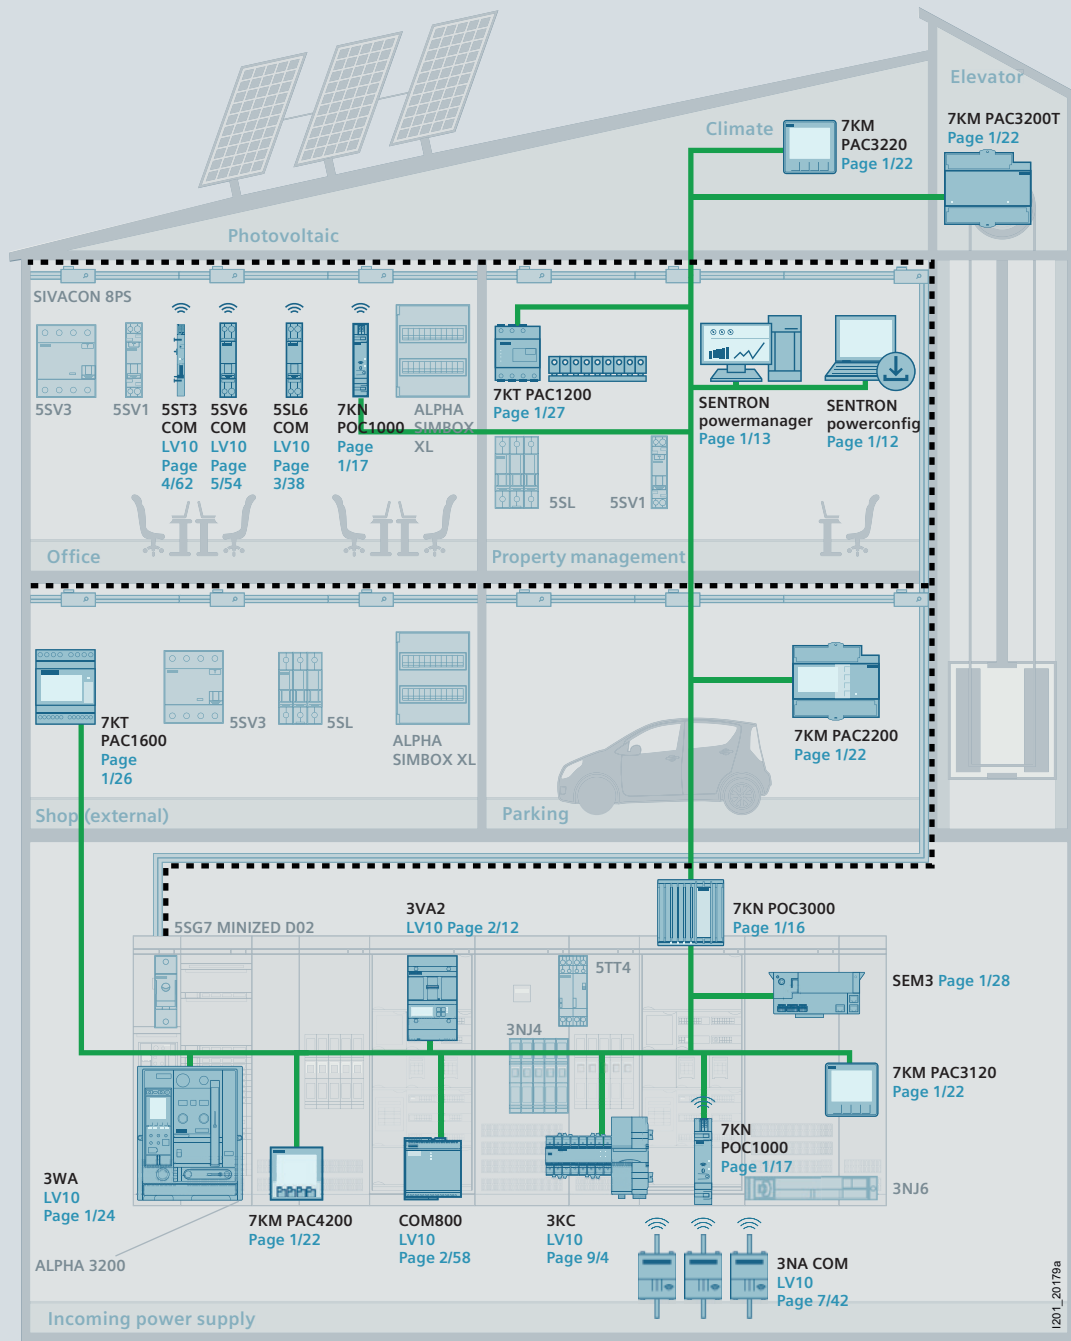 Elevator
7KM PAC3200T
Page 1/22
Climate
7KM
PAC3220
Page 1/22
Photovoltaic
SIVACON 8PS
5SV3
5SV1
5ST3
COM
LV10
Page
4/62
5SV6
COM
LV10
Page
5/54
5SL6
COM
LV10
Page
3/38
7KN
POC1000
Page
1/17
ALPHA
SIMBOX
XL
7KT PAC1200
Page 1/27
SENTRON
powermanager
Page 1/13
SENTRON
powerconfig
Page 1/12
5SL
5SV1
Office
Property management
7KT
PAC1600
Page
1/26
5SV3
5SL
ALPHA
SIMBOX XL
7KM PAC2200
Page 1/22
Shop (external)
Parking
5SG7 MINIZED D02
3VA2
LV10 Page 2/12
7KN POC3000
Page 1/16
5TT4
SEM3 Page 1/28
3NJ4
7KM PAC3120
Page 1/22
7KN
POC1000
Page 1/17
3WA
LV10
Page 1/24
3NJ6
7KM PAC4200
Page 1/22
COM800
LV10
Page 2/58
3KC
LV10
Page 9/4
ALPHA 3200
3NA COM
LV10
Page 7/42
Incoming power supply
I201_20179a